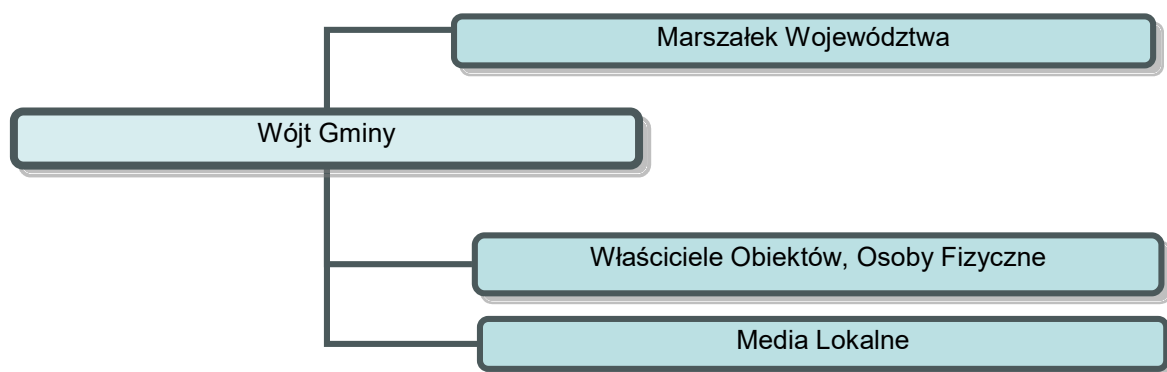 Marszałek Województwa
Wójt Gminy
Właściciele Obiektów, Osoby Fizyczne
Media Lokalne